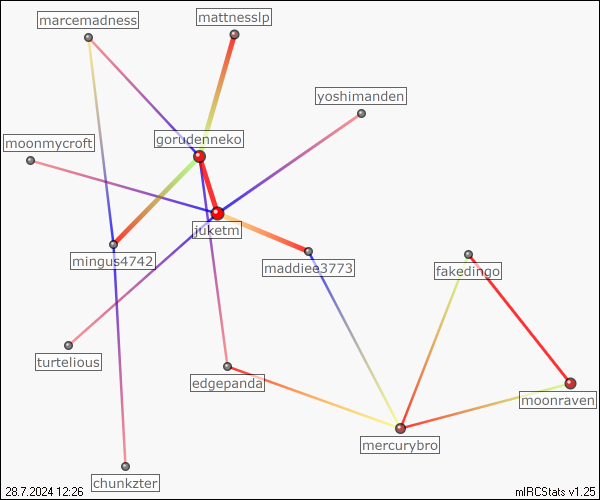 marcemadness
mattnesslp
yoshimanden
gorudenneko
moonmycroft
juketm
mingus4742
maddiee3773
fakedingo
turtelious
edgepanda
moonraven
mercurybro
chunkzter
28.7.2024 12:26
mIRCStats v1.25